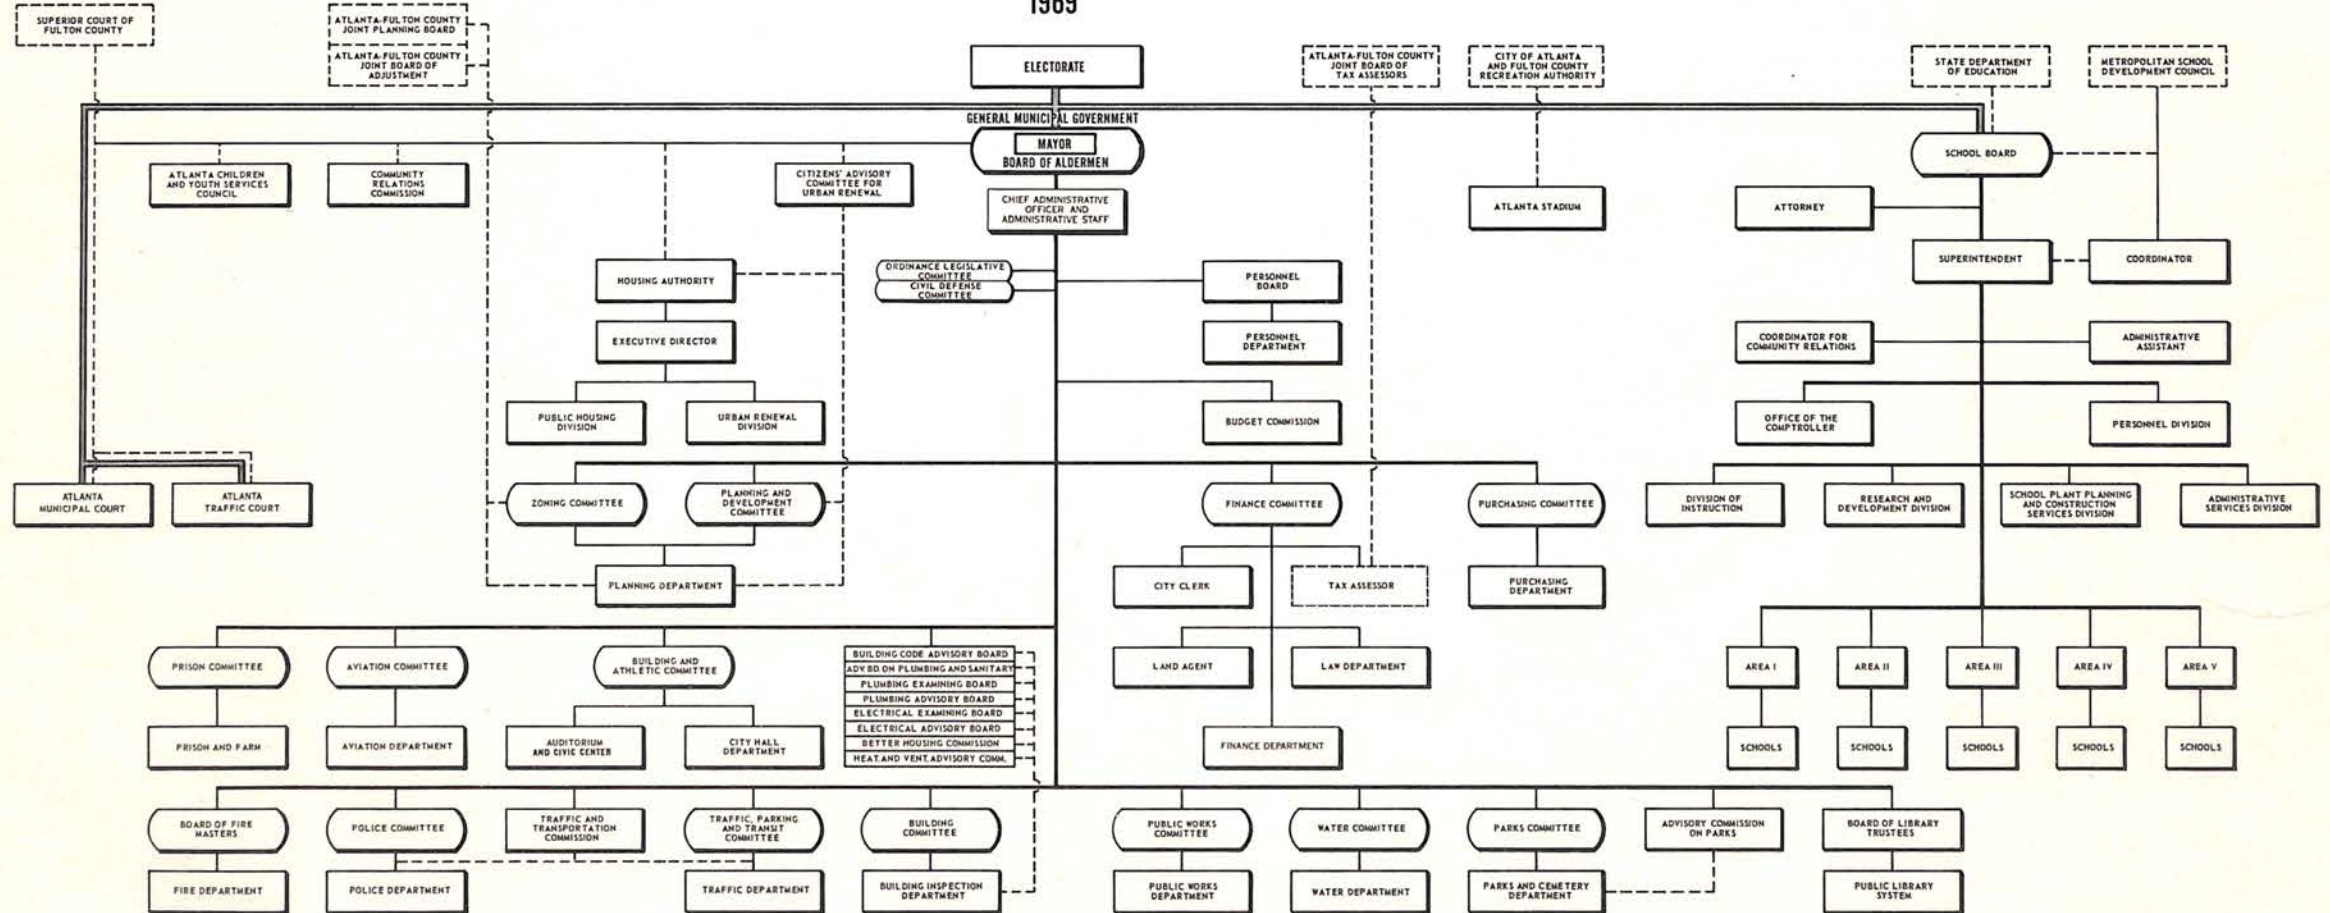 1969
SUPERIOR COURT OF
FULTON COUNTY
ATLANTA-FULTON COUNTY
JOINT PLANNING BOARD
ATLANTA-FULTON COUNTY
JOINT BOARD OF
ADJUSTMENT
ELECTORATE
ATLANTA-FULTON COUNTY
JOINT BOARD OF
TAX ASSESSORS
CITY OF ATLANTA
AND FULTON COUNTY
RECREATION AUTHORITY
STATE DEPARTMENT
OF EDUCATION
METROPOLITAN SCHOOL
DEVELOPMENT COUNCIL
GENERAL MUNICIPAL GOVERNMENT
MAYOR
BOARD OF ALDERMEN
SCHOOL BOARD
ATLANTA CHILDREN
AND YOUTH SERVICES
COUNCIL
COMMUNITY
RELATIONS
COMMISSION
CITIZENS' ADVISORY
COMMITTEE FOR
URBAN RENEWAL
CHIEF ADMINISTRATIVE
OFFICER AND
ADMINISTRATIVE STAFF
ATLANTA STADIUM
ATTORNEY
HOUSING AUTHORITY
ORDINANCE LEGISLATIVE
COMMITTEE
CIVIL DEFENSE
COMMITTEE
PERSONNEL
BOARD
SUPERINTENDENT
COORDINATOR
EXECUTIVE DIRECTOR
PERSONNEL
DEPARTMENT
COORDINATOR FOR
COMMUNITY RELATIONS
ADMINISTRATIVE
ASSISTANT
PUBLIC HOUSING
DIVISION
URBAN RENEWAL
DIVISION
BUDGET COMMISSION
OFFICE OF THE
COMPTROLLER
PERSONNEL DIVISION
ATLANTA
MUNICIPAL COURT
ATLANTA
TRAFFIC COURT
ZONING COMMITTEE
PLANNING AND
DEVELOPMENT
COMMITTEE
FINANCE COMMITTEE
PURCHASING COMMITTEE
DIVISION OF
INSTRUCTION
RESEARCH AND
DEVELOPMENT DIVISION
SCHOOL PLANT PLANNING
AND CONSTRUCTION
SERVICES DIVISION
ADMINISTRATIVE
SERVICES DIVISION
PLANNING DEPARTMENT
CITY CLERK
TAX ASSESSOR
PURCHASING
DEPARTMENT
PRISON COMMITTEE
AVIATION COMMITTEE
BUILDING AND
ATHLETIC COMMITTEE
BUILDING CODE ADVISORY BOARD
ADV. BD. ON PLUMBING AND SANITARY
PLUMBING EXAMINING BOARD
PLUMBING ADVISORY BOARD
ELECTRICAL EXAMINING BOARD
ELECTRICAL ADVISORY BOARD
BETTER HOUSING COMMISSION
HEAT. AND VENT. ADVISORY COMM.
LAND AGENT
LAW DEPARTMENT
AREA I
AREA II
AREA III
AREA IV
AREA V
PRISON AND FARM
AVIATION DEPARTMENT
AUDITORIUM
AND CIVIC CENTER
CITY HALL
DEPARTMENT
FINANCE DEPARTMENT
SCHOOLS
SCHOOLS
SCHOOLS
SCHOOLS
SCHOOLS
BOARD OF FIRE
MASTERS
POLICE COMMITTEE
TRAFFIC AND
TRANSPORTATION
COMMISSION
TRAFFIC, PARKING
AND TRANSIT
COMMITTEE
BUILDING
COMMITTEE
PUBLIC WORKS
COMMITTEE
WATER COMMITTEE
PARKS COMMITTEE
ADVISORY COMMISSION
ON PARKS
BOARD OF LIBRARY
TRUSTEES
FIRE DEPARTMENT
POLICE DEPARTMENT
TRAFFIC DEPARTMENT
BUILDING INSPECTION
DEPARTMENT
PUBLIC WORKS
DEPARTMENT
WATER DEPARTMENT
PARKS AND CEMETERY
DEPARTMENT
PUBLIC LIBRARY
SYSTEM